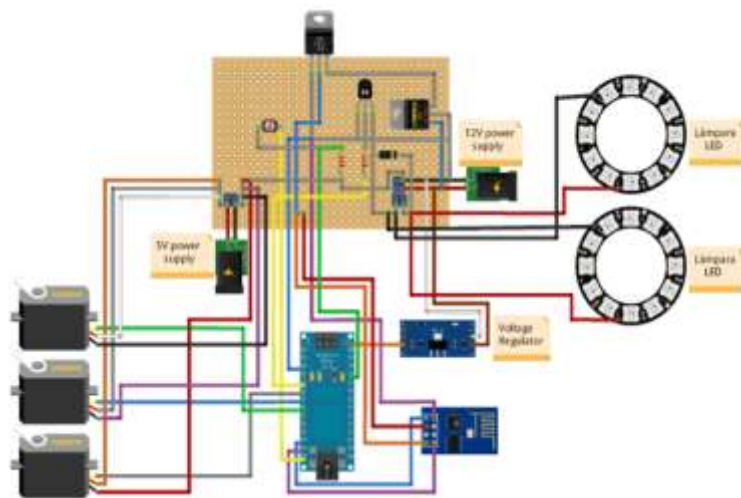 12V power
supply
Lámpara
LED
5V power
supply
Lámpara
LED
Voltage
Regulator